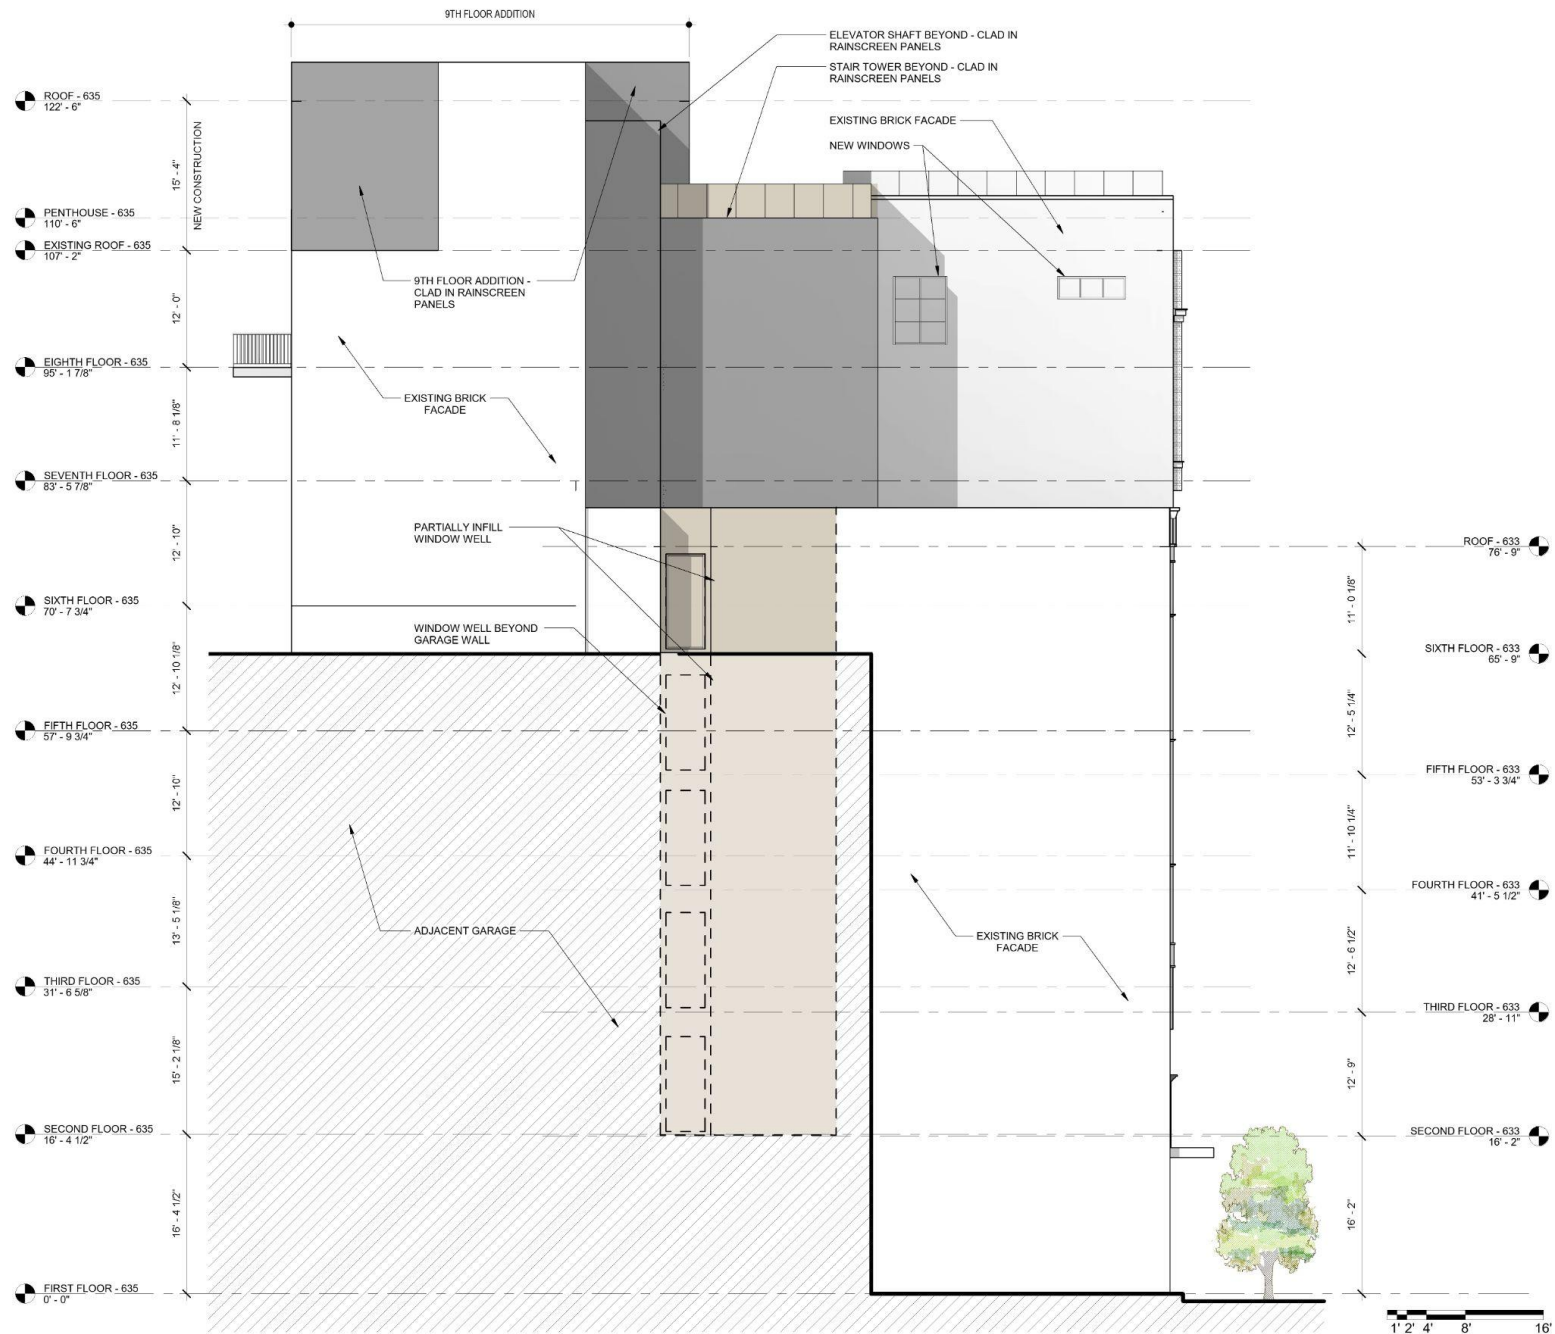 9TH FLOOR ADDITION
ELEVATOR SHAFT BEYOND - CLAD IN
RAINSCREEN PANELS
STAIR TOWER BEYOND - CLAD IN
RAINSCREEN PANELS
EXISTING BRICK FACADE
NEW WINDOWS
ROOF - 635
122' - 6"
15' - 4"
NEW CONSTRUCTION
PENTHOUSE - 635
110' - 6"
EXISTING ROOF - 635
107' - 2"
9TH FLOOR ADDITION -
CLAD IN RAINSCREEN
PANELS
12' - 0"
EIGHTH FLOOR - 635
95' - 1 7/8"
EXISTING BRICK
FACADE
11' - 8 1/8"
SEVENTH FLOOR - 635
83' - 5 7/8"
PARTIALLY INFILL
WINDOW WELL
12' - 10"
SIXTH FLOOR - 635
70' - 7 3/4"
WINDOW WELL BEYOND
GARAGE WALL
12' - 10 1/8"
FIFTH FLOOR - 635
57' - 9 3/4"
12' - 10"
FOURTH FLOOR - 635
44' - 11 3/4"
13' - 5 1/8"
ADJACENT GARAGE
THIRD FLOOR - 635
31' - 6 5/8"
15' - 2 1/8"
SECOND FLOOR - 635
16' - 4 1/2"
16' - 4 1/2"
FIRST FLOOR - 635
0' - 0"
EXISTING BRICK
FACADE
ROOF - 633
76' - 9"
11' - 0 1/8"
SIXTH FLOOR - 633
65' - 9"
12' - 5 1/4"
FIFTH FLOOR - 633
53' - 3 3/4"
11' - 10 1/4"
FOURTH FLOOR - 633
41' - 5 1/2"
12' - 6 1/2"
THIRD FLOOR - 633
28' - 11"
12' - 9"
SECOND FLOOR - 633
16' - 2"
16' - 2"
1' 2' 4' 8' 16'